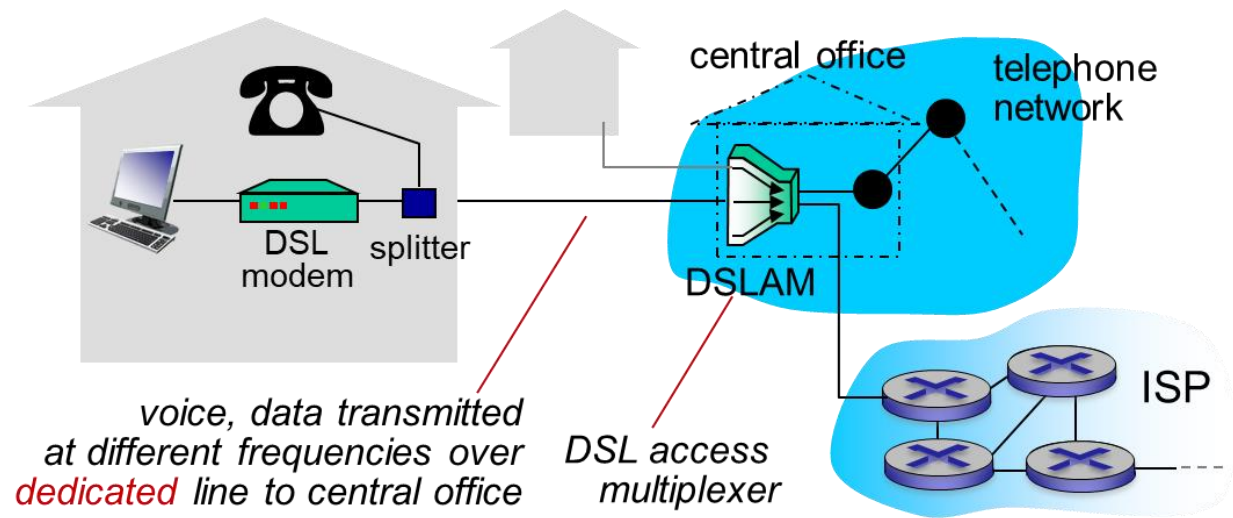 central office
telephone
network
DSL
modem
splitter
DSLAM
ISP
voice, data transmitted
at different frequencies over
dedicated line to central office
DSL access
multiplexer